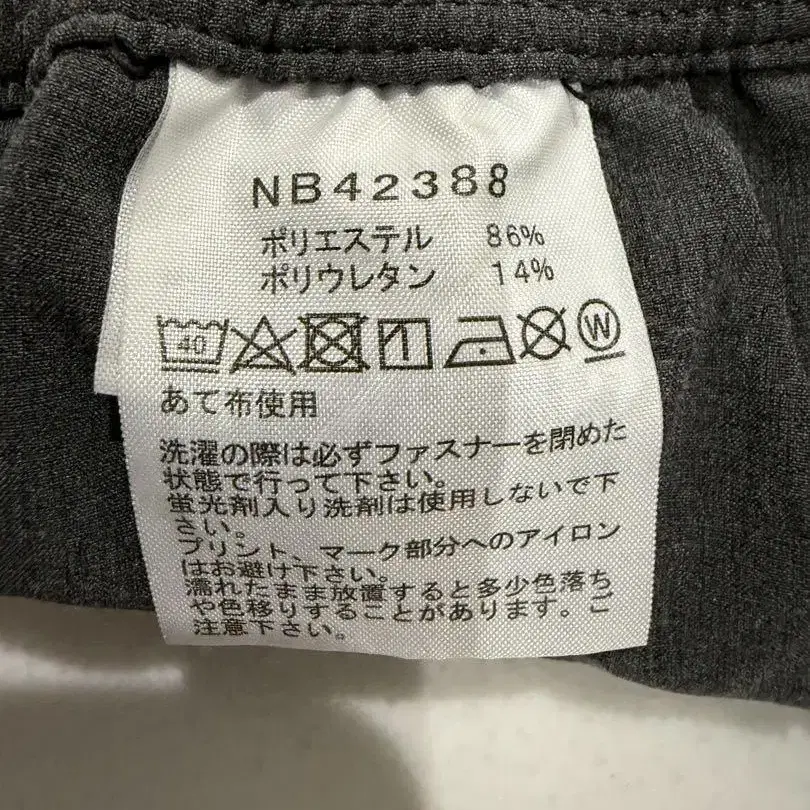 NB42388
ポリエステル 86%
ポリウレタン 14%
40 W
あて布使用
洗濯の際は必ずファスナーを閉めた
状態で行って下さい。
蛍光剤入り洗剤は使用しないで下
さい。
プリント、マーク部分へのアイロン
はお避け下さい。
濡れたまま放置すると多少色落ち
や色移りすることがあります。ご
注意下さい。